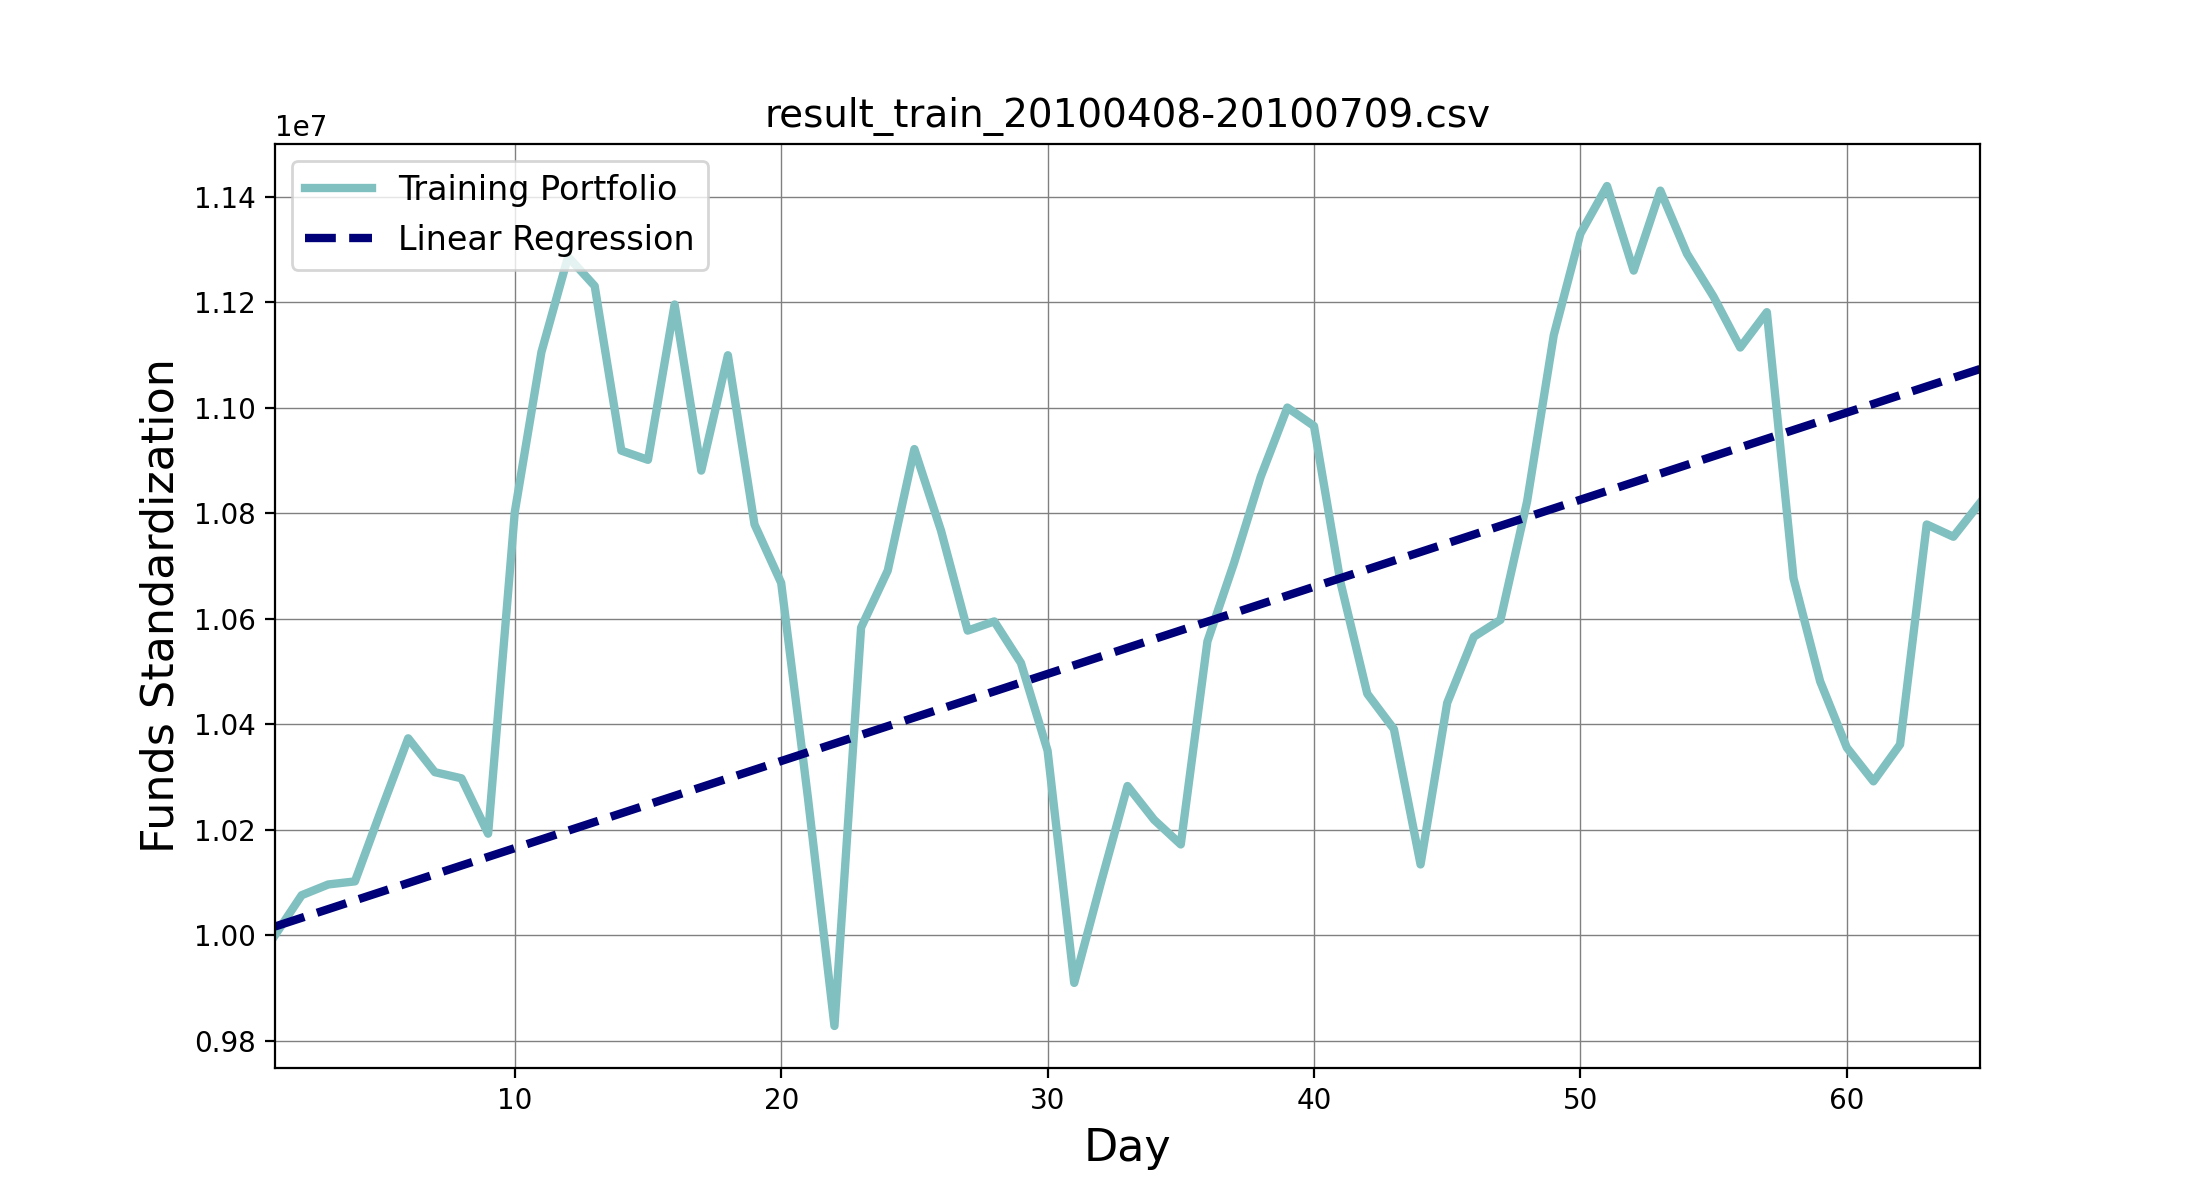 result_train_20100408-20100709.csv
1e7
Training Portfolio
Linear Regression
1.14
1.12
1.10
1.08
1.06
1.04
1.02
1.00
0.98
Funds Standardization
10 20 30 40 50 60
Day